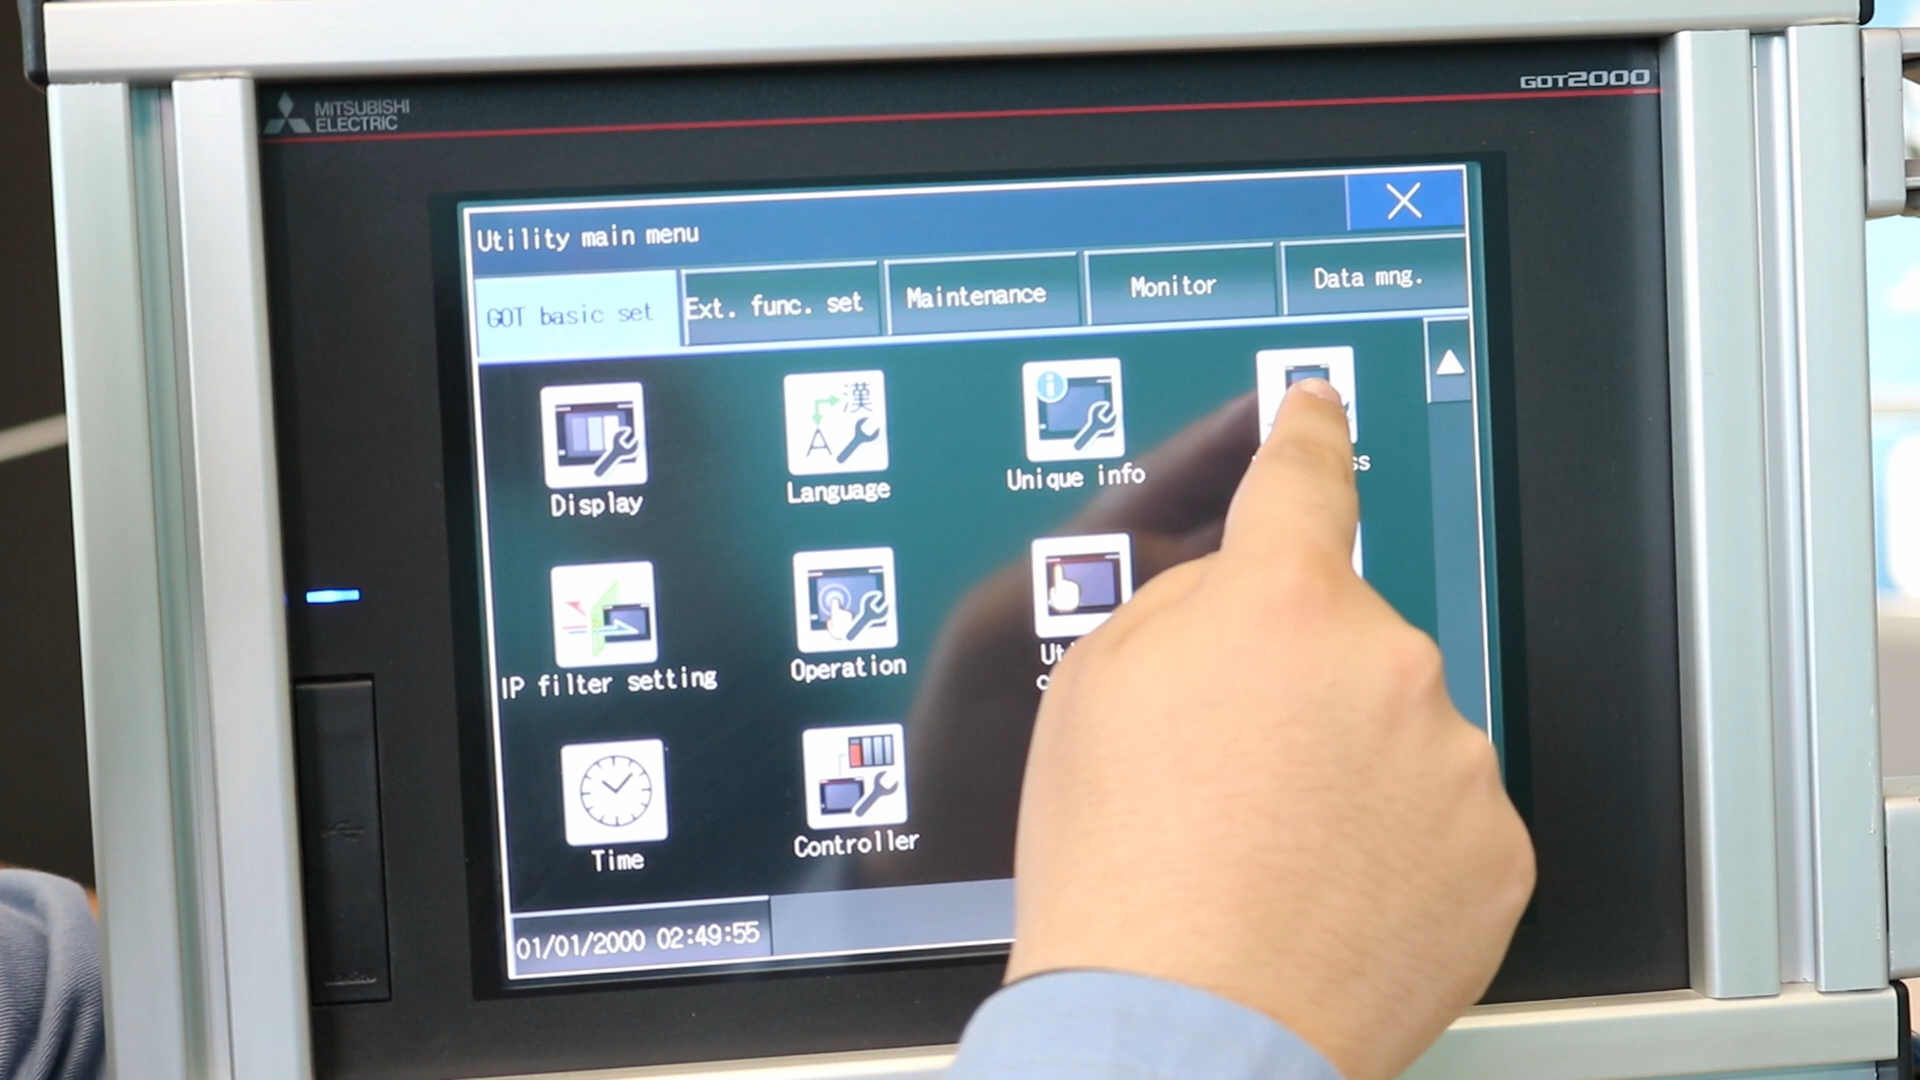 MITSUBISHI
ELECTRIC
GOT2000
Utility main menu
GOT basic set
Ext. func. set
Maintenance
Monitor
Data mng.
漢
A
i
Display
Language
Unique info
IP filter setting
Operation
Time
Controller
01/01/2000 02:49:55